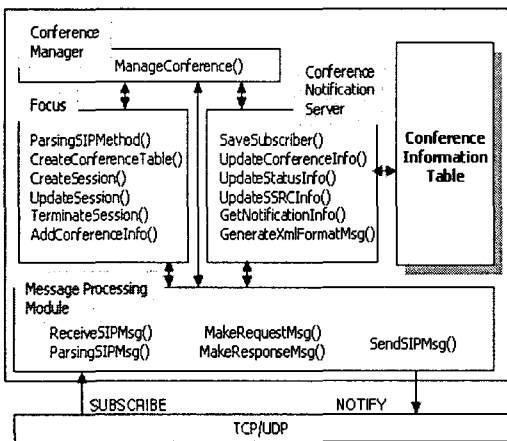 Conference
Manager
ManageConference()
Focus
ParsingSIPMethod()
CreateConferenceTable()
CreateSession()
UpdateSession()
TerminateSession()
AddConferenceInfo()
Conference
Notification
Server
SaveSubscriber()
UpdateConferenceInfo()
UpdateStatusInfo()
UpdateSSRCInfo()
GetNotificationInfo()
GenerateXmlFormatMsg()
Conference
Information
Table
Message Processing
Module
ReceiveSIPMsg()
ParsingSIPMsg()
MakeRequestMsg()
MakeResponseMsg()
SendSIPMsg()
SUBSCRIBE
NOTIFY
TCP/UDP